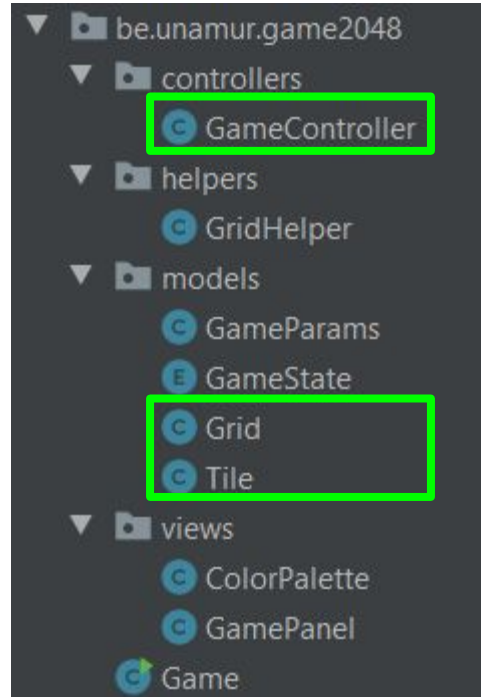 be.unamur.game2048
controllers
C GameController
helpers
C GridHelper
models
C GameParams
E GameState
C Grid
C Tile
views
C ColorPalette
C GamePanel
C Game